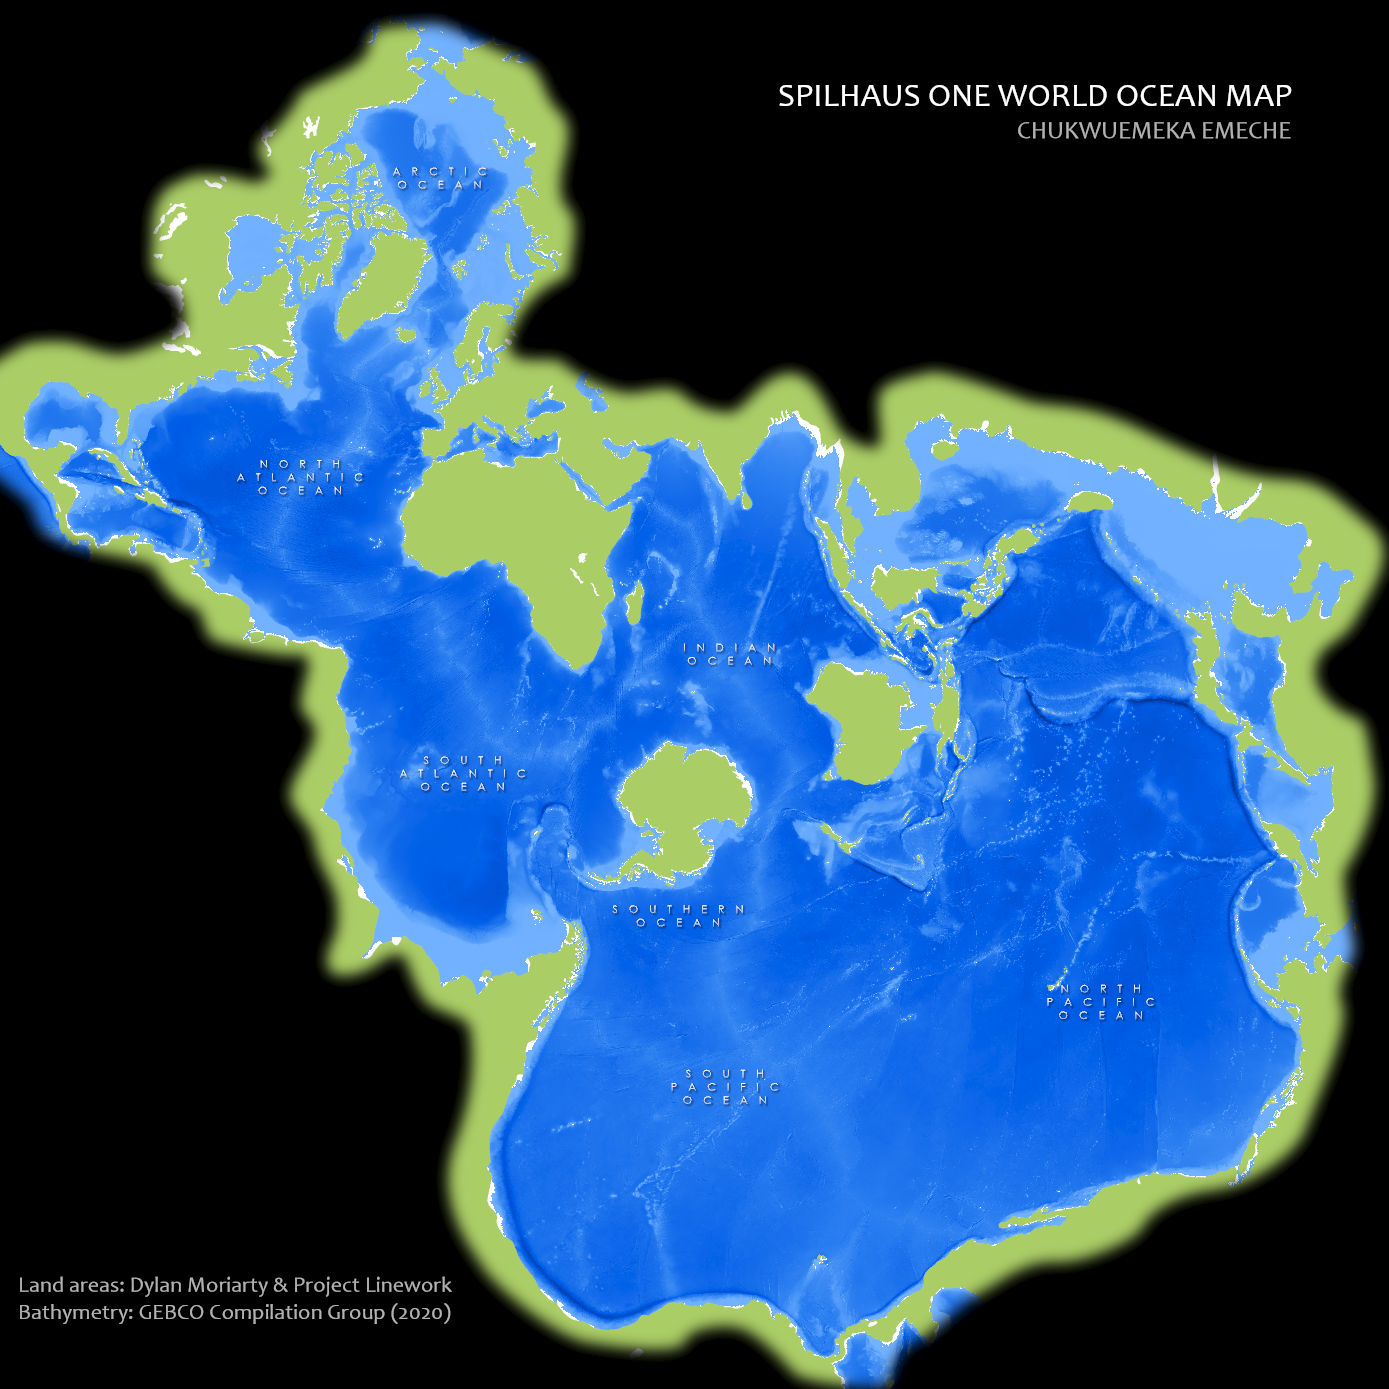 SPILHAUS ONE WORLD OCEAN MAP
CHUKWUEMEKA EMECHE
ARCTIC
OCEAN
NORTH
ATLANTIC
OCEAN
INDIAN
OCEAN
SOUTH
ATLANTIC
OCEAN
SOUTHERN
OCEAN
NORTH
PACIFIC
OCEAN
SOUTH
PACIFIC
OCEAN
Land areas: Dylan Moriarty & Project Linework
Bathymetry: GEBCO Compilation Group (2020)